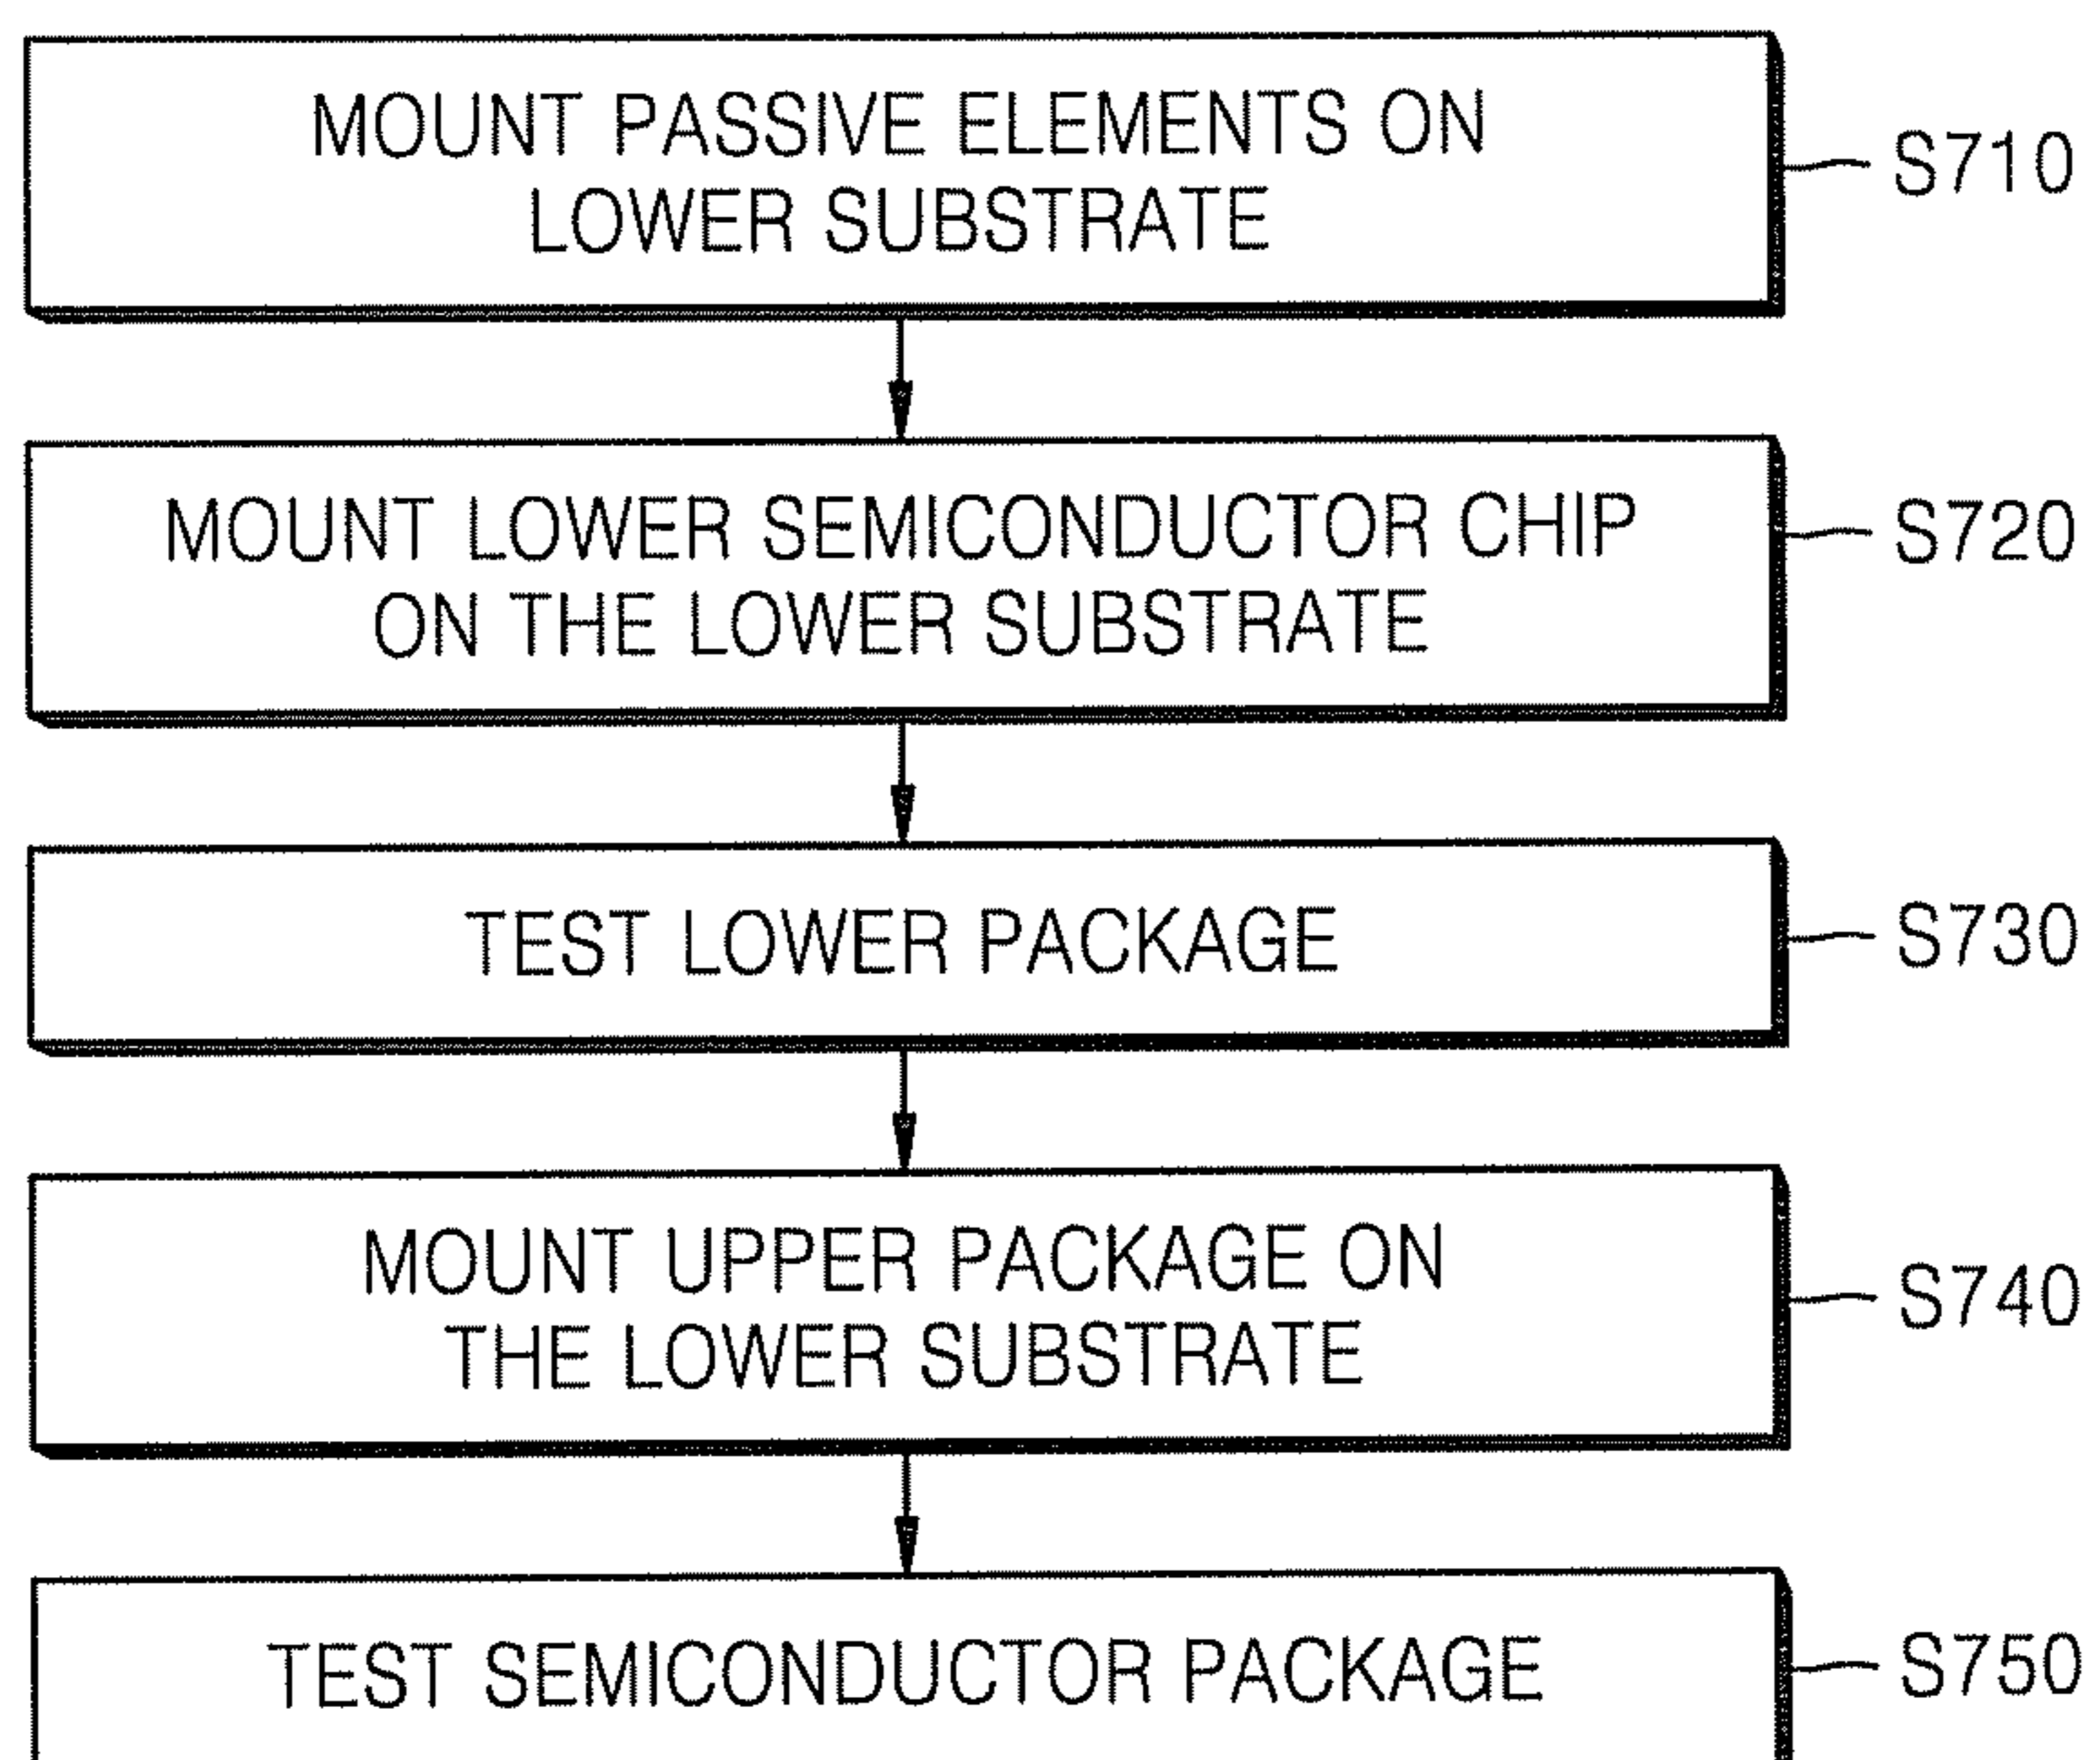 MOUNT PASSIVE ELEMENTS ON
LOWER SUBSTRATE
S710
MOUNT LOWER SEMICONDUCTOR CHIP
ON THE LOWER SUBSTRATE
S720
TEST LOWER PACKAGE
S730
MOUNT UPPER PACKAGE ON
THE LOWER SUBSTRATE
S740
TEST SEMICONDUCTOR PACKAGE
S750